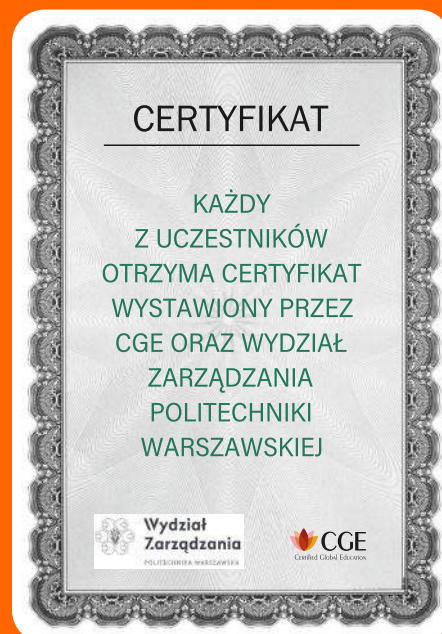 CERTYFIKAT
KAŻDY
Z UCZESTNIKÓW
OTRZYMA CERTYFIKAT
WYSTAWIONY PRZEZ
CGE ORAZ WYDZIAŁ
ZARZĄDZANIA
POLITECHNIKI
WARSZAWSKIEJ
Wydział
Zarządzania
POLITECHNIKA WARSZAWSKA
CGE
Certified Global Education